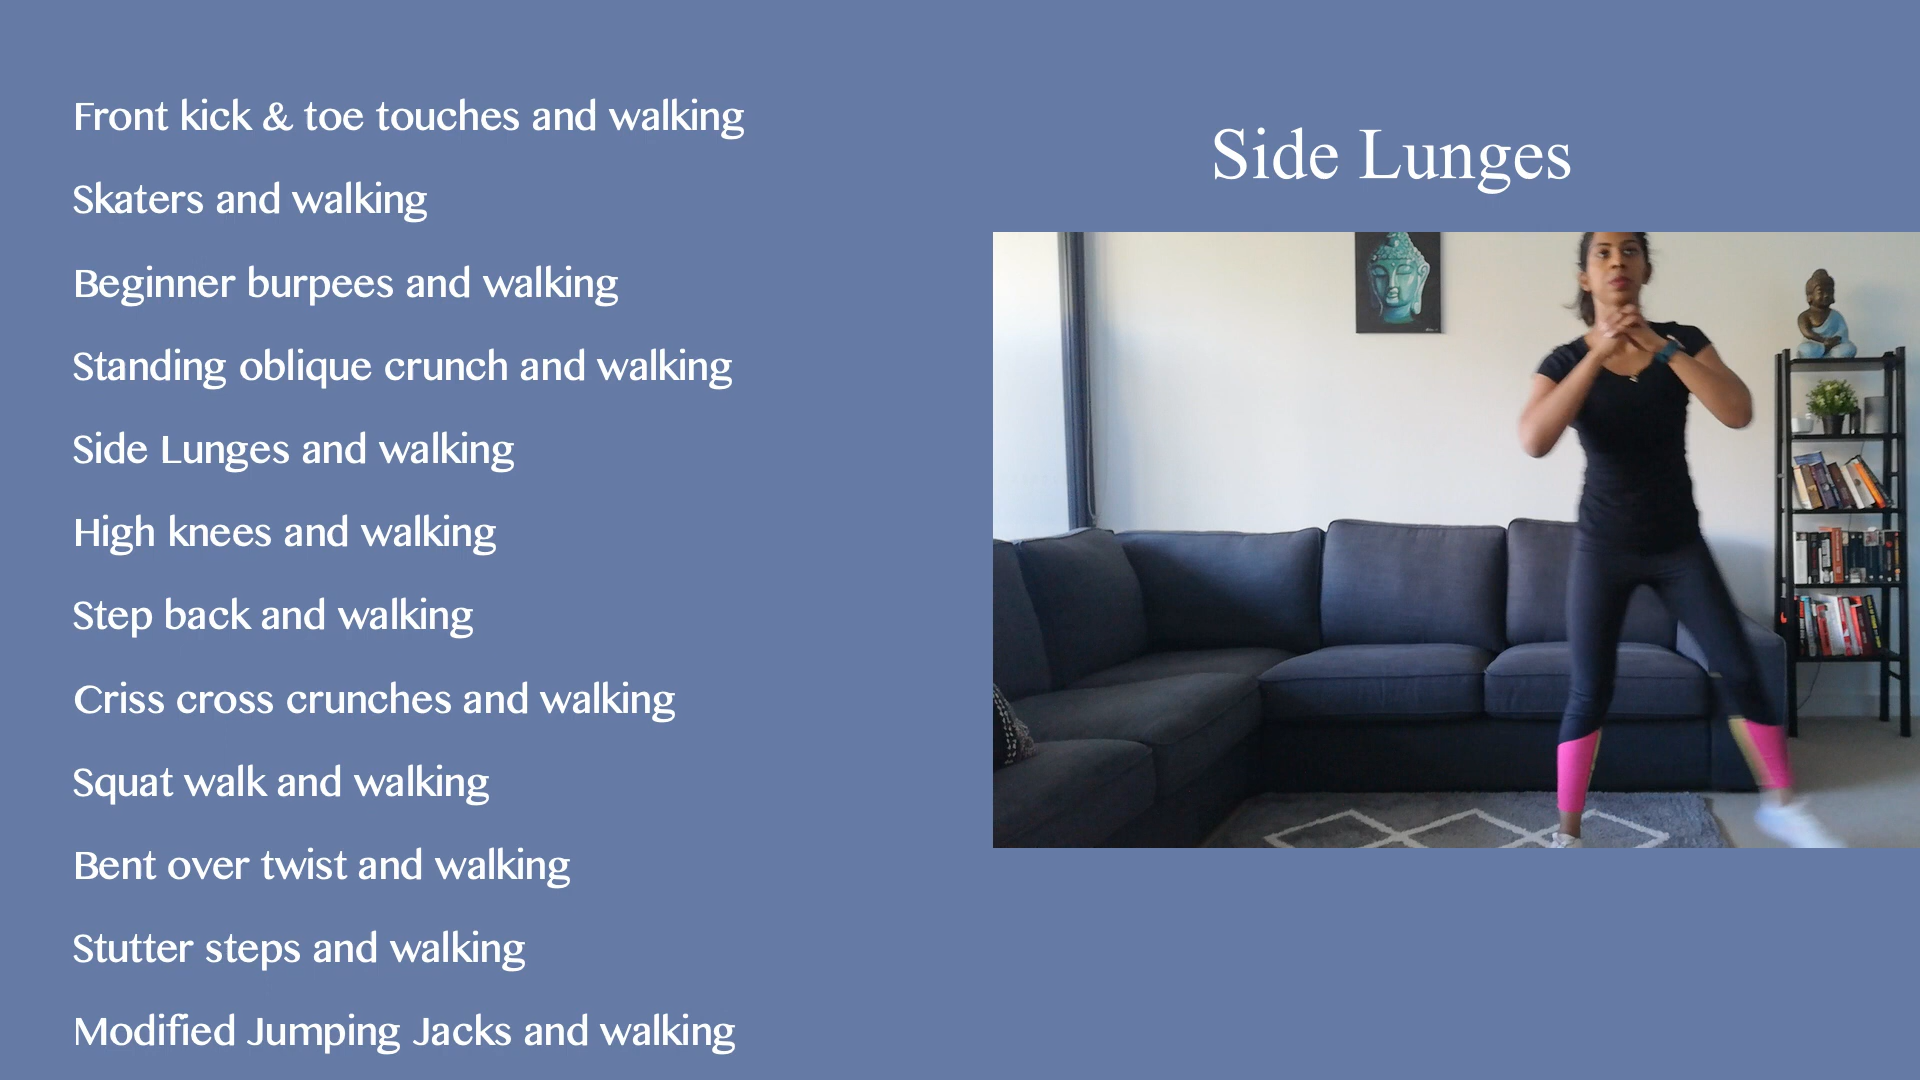 Front kick & toe touches and walking
Skaters and walking
Beginner burpees and walking
Standing oblique crunch and walking
Side Lunges and walking
High knees and walking
Step back and walking
Criss cross crunches and walking
Squat walk and walking
Bent over twist and walking
Stutter steps and walking
Modified Jumping Jacks and walking
Side Lunges